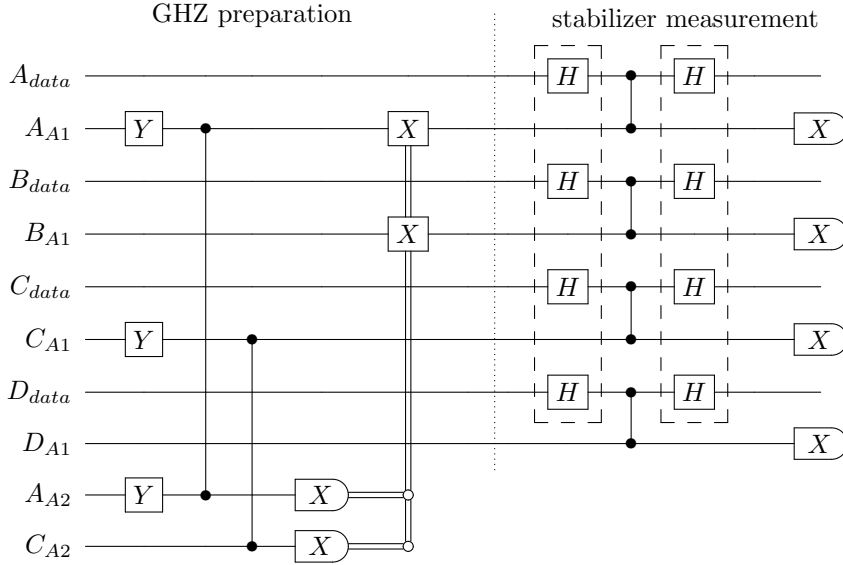 GHZ preparation stabilizer measurement
A_data H H
A_A1 Y X X
B_data H H
B_A1 X X
C_data H H
C_A1 Y X
D_data H H
D_A1 X
A_A2 Y X
C_A2 X